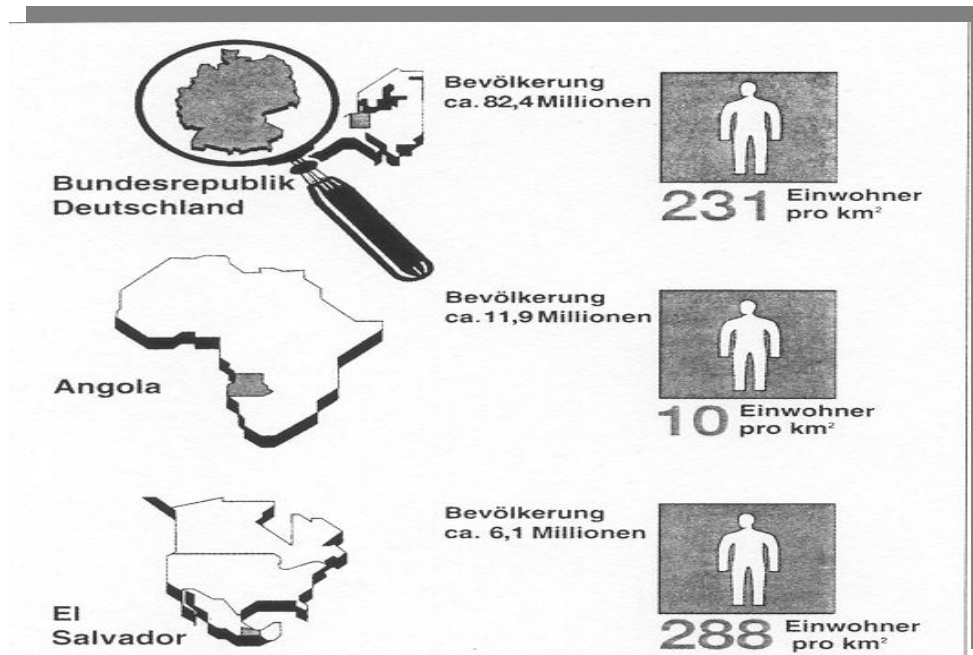 Bevölkerung
ca. 82,4 Millionen
Bundesrepublik
Deutschland
231 Einwohner
pro km²
Bevölkerung
ca. 11,9 Millionen
Angola
10 Einwohner
pro km²
Bevölkerung
ca. 6,1 Millionen
El
Salvador
288 Einwohner
pro km²